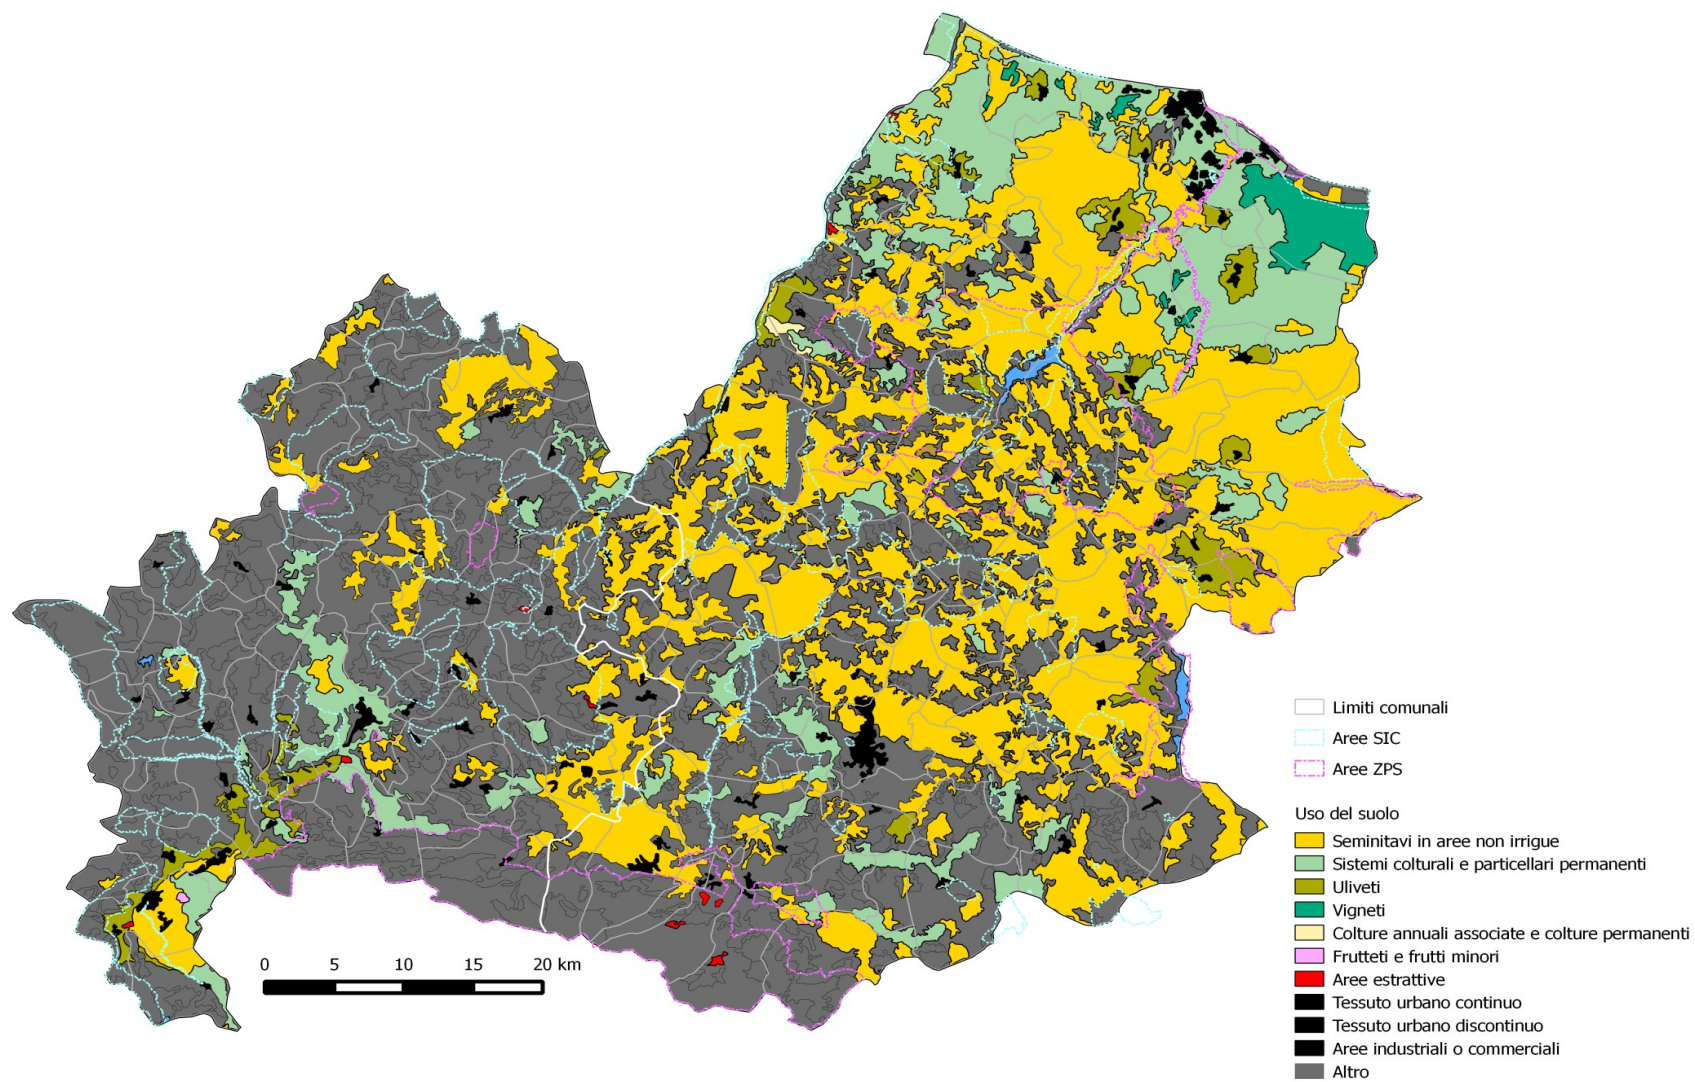 Limiti comunali
Aree SIC
Aree ZPS
Uso del suolo
Seminitavi in aree non irrigue
Sistemi colturali e particellari permanenti
Uliveti
Vigneti
Colture annuali associate e colture permanenti
Frutteti e frutti minori
Aree estrattive
Tessuto urbano continuo
Tessuto urbano discontinuo
Aree industriali o commerciali
Altro
0 5 10 15 20 km